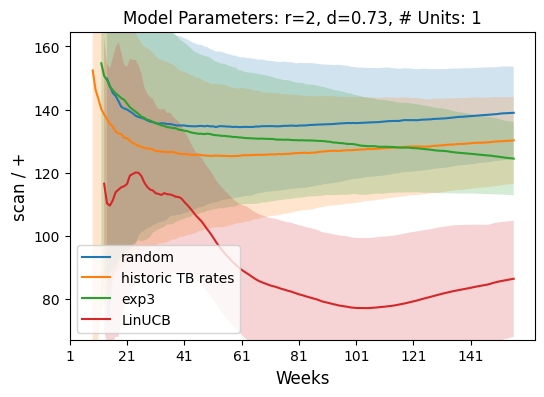 Model Parameters: r=2, d=0.73, # Units: 1
scan / +
160
140
120
100
80
random
historic TB rates
exp3
LinUCB
1 21 41 61 81 101 121 141
Weeks